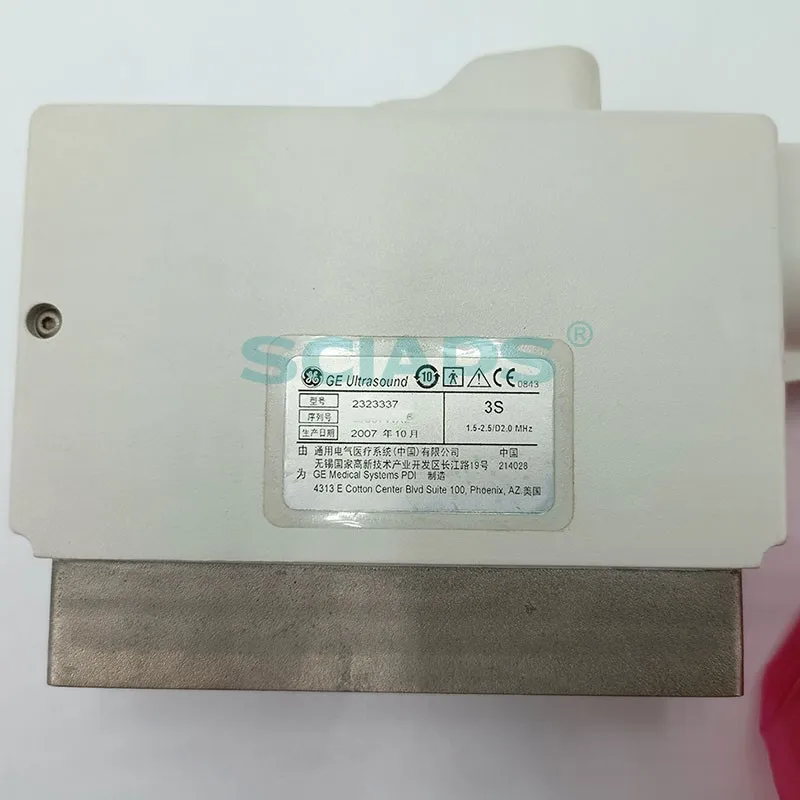 SCIADS®
GE Ultrasound 10 CE 0843
型号 2323337
序列号
生产日期 2007 年 10 月
3S
1.5-2.5/D2.0 MHz
由 通用电气医疗系统(中国)有限公司 中国
无锡国家高新技术产业开发区长江路19号 214028
为 GE Medical Systems PDI 制造
4313 E Cotton Center Blvd Suite 100, Phoenix, AZ 美国